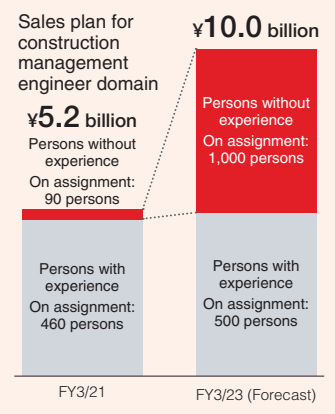 Sales plan for
construction
management
engineer domain
¥5.2 billion
Persons without
experience
On assignment:
90 persons
Persons with
experience
On assignment:
460 persons
FY3/21
¥10.0 billion
Persons without
experience
On assignment:
1,000 persons
Persons with
experience
On assignment:
500 persons
FY3/23 (Forecast)